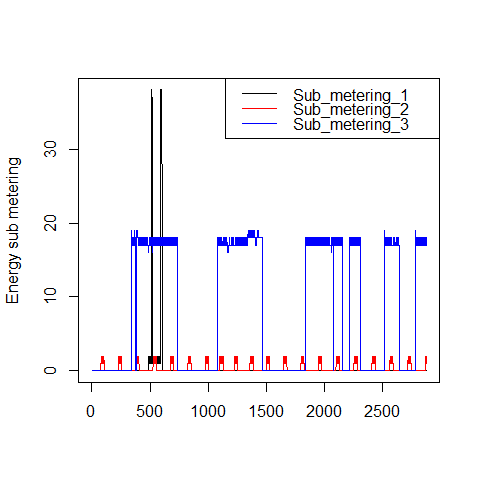 Sub_metering_1
Sub_metering_2
Sub_metering_3
Energy sub metering
30
20
10
0
0 500 1000 1500 2000 2500